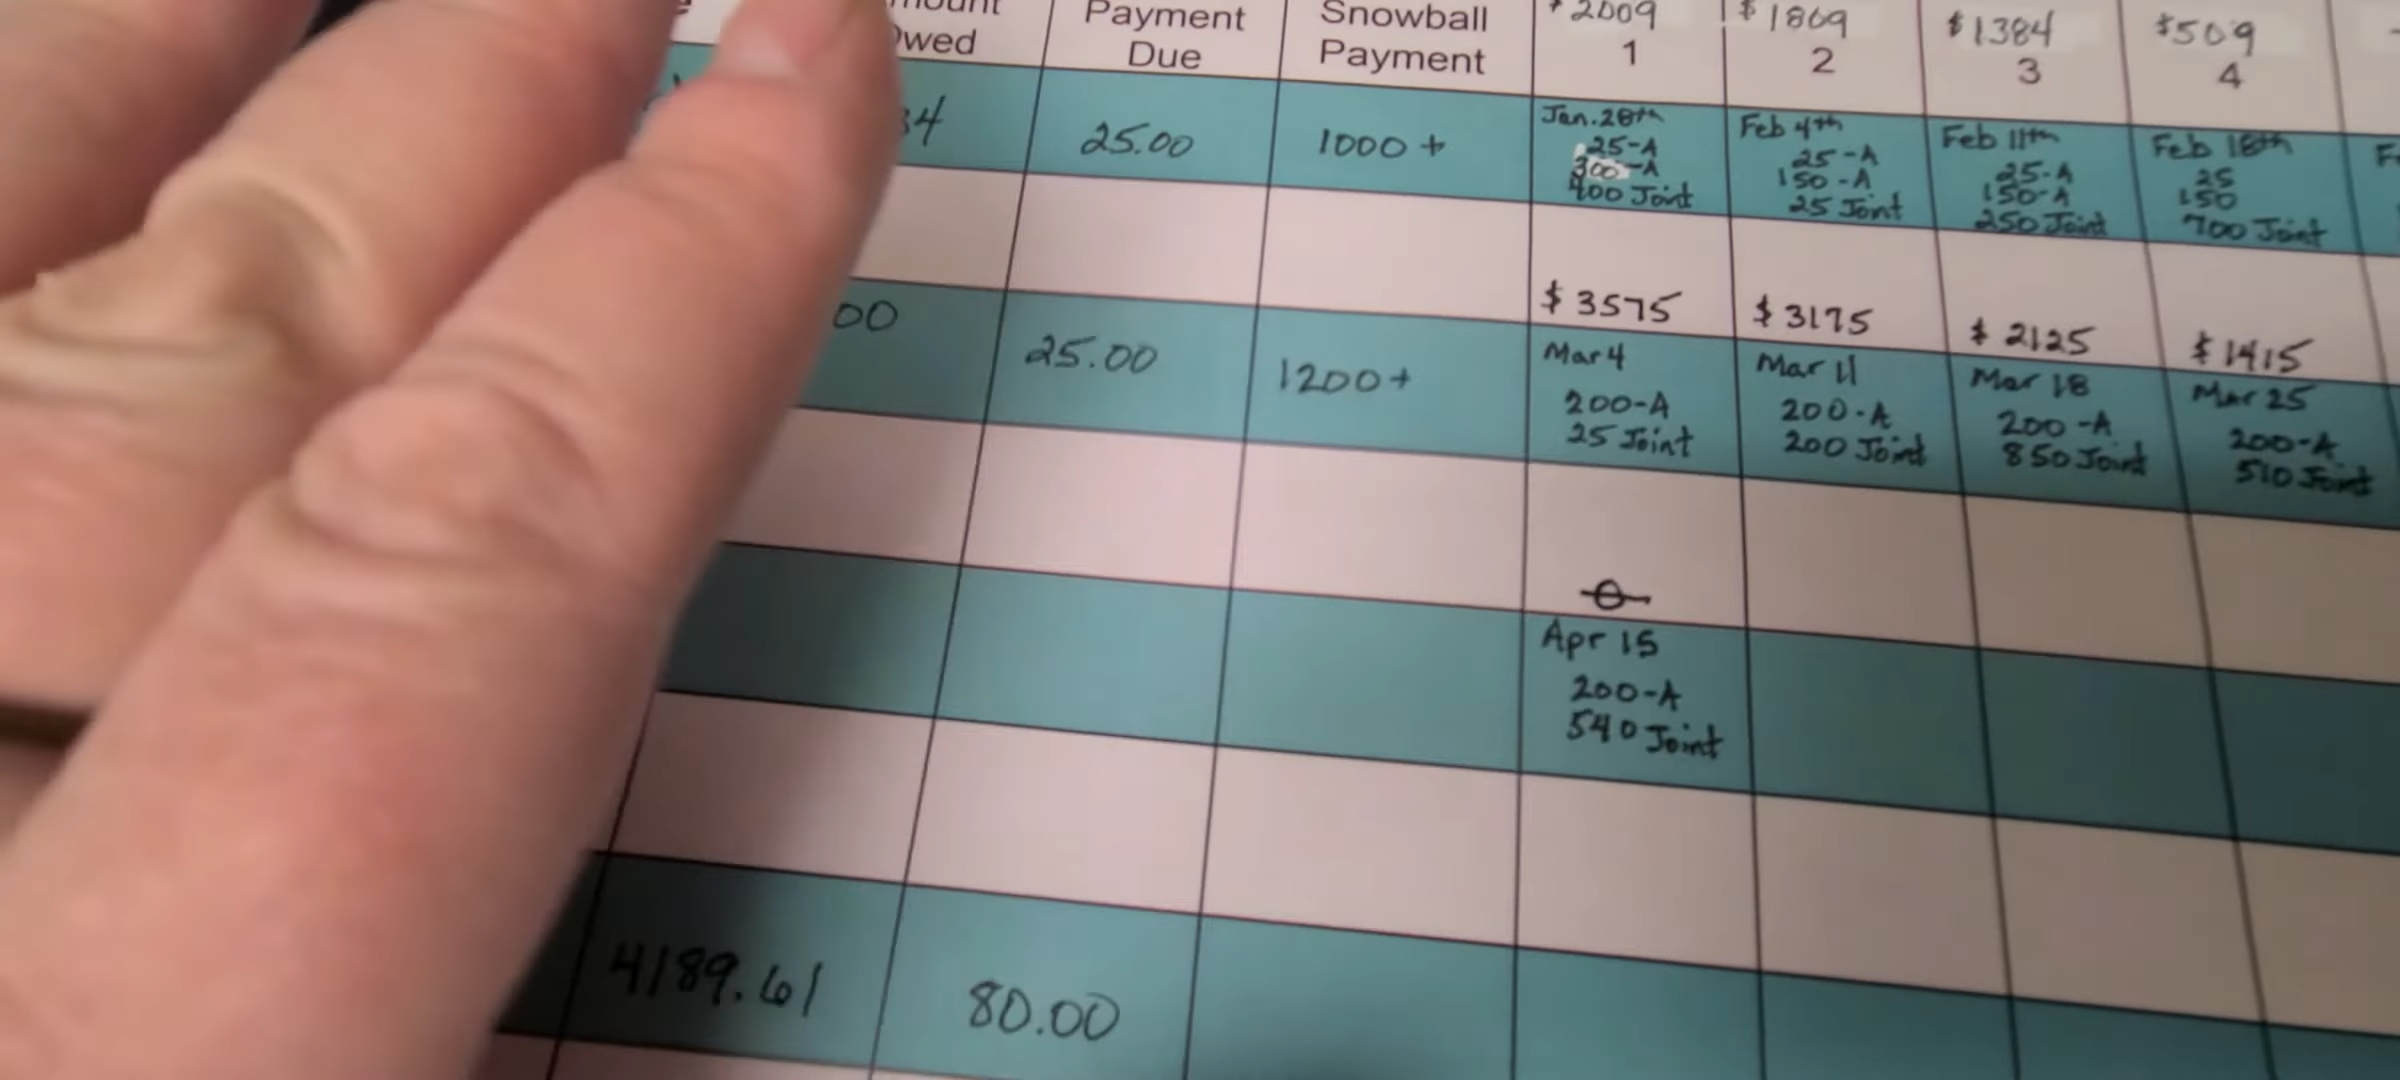 Payment
Due
Snowball
Payment
$2009
1
$1869
2
$1384
3
$509
4
25.00
1000+
Jan. 28th
25-A
300-A
400 Joint
Feb 4th
25-A
150-A
25 Joint
Feb 11th
25-A
150-A
250 Joint
Feb 18th
25
150
700 Joint
$3575
$3175
$2125
$1415
00
25.00
1200+
Mar 4
200-A
25 Joint
Mar 11
200-A
200 Joint
Mar 18
200-A
850 Joint
Mar 25
200-A
510 Joint
Apr 15
200-A
540 Joint
4189.61
80.00